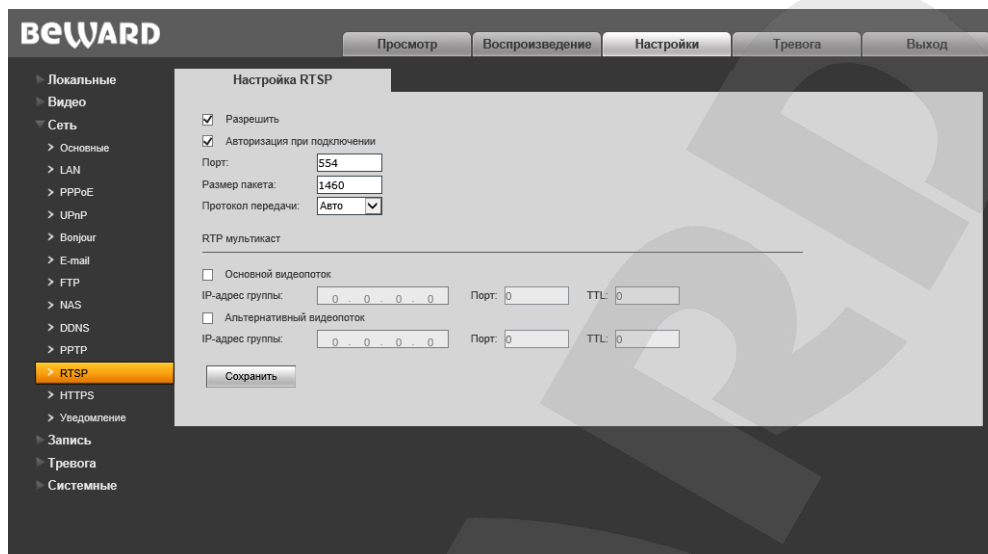 BEWARD
Просмотр Воспроизведение Настройки Тревога Выход
Локальные
Видео
Сеть
Основные
LAN
PPPoE
UPnP
Bonjour
E-mail
FTP
NAS
DDNS
PPTP
RTSP
HTTPS
Уведомление
Запись
Тревога
Системные
Настройка RTSP
Разрешить
Авторизация при подключении
Порт: 554
Размер пакета: 1460
Протокол передачи: Авто
RTP мультикаст
Основной видеопоток
IP-адрес группы: 0 . 0 . 0 . 0 Порт: 0 TTL: 0
Альтернативный видеопоток
IP-адрес группы: 0 . 0 . 0 . 0 Порт: 0 TTL: 0
Сохранить